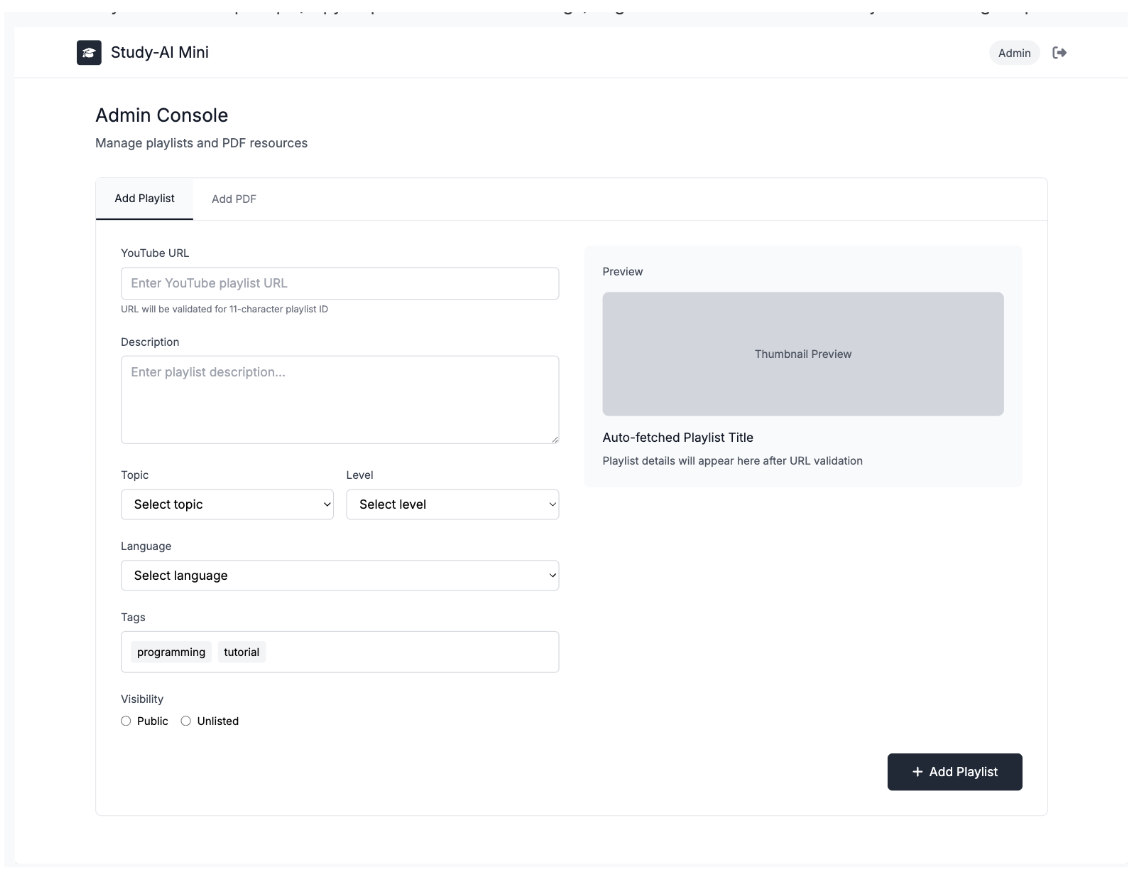 Study-AI Mini
Admin
Admin Console
Manage playlists and PDF resources
Add Playlist
Add PDF
YouTube URL
Enter YouTube playlist URL
URL will be validated for 11-character playlist ID
Description
Enter playlist description...
Topic
Level
Select topic
Select level
Language
Select language
Tags
programming
tutorial
Visibility
Public
Unlisted
Preview
Thumbnail Preview
Auto-fetched Playlist Title
Playlist details will appear here after URL validation
+ Add Playlist